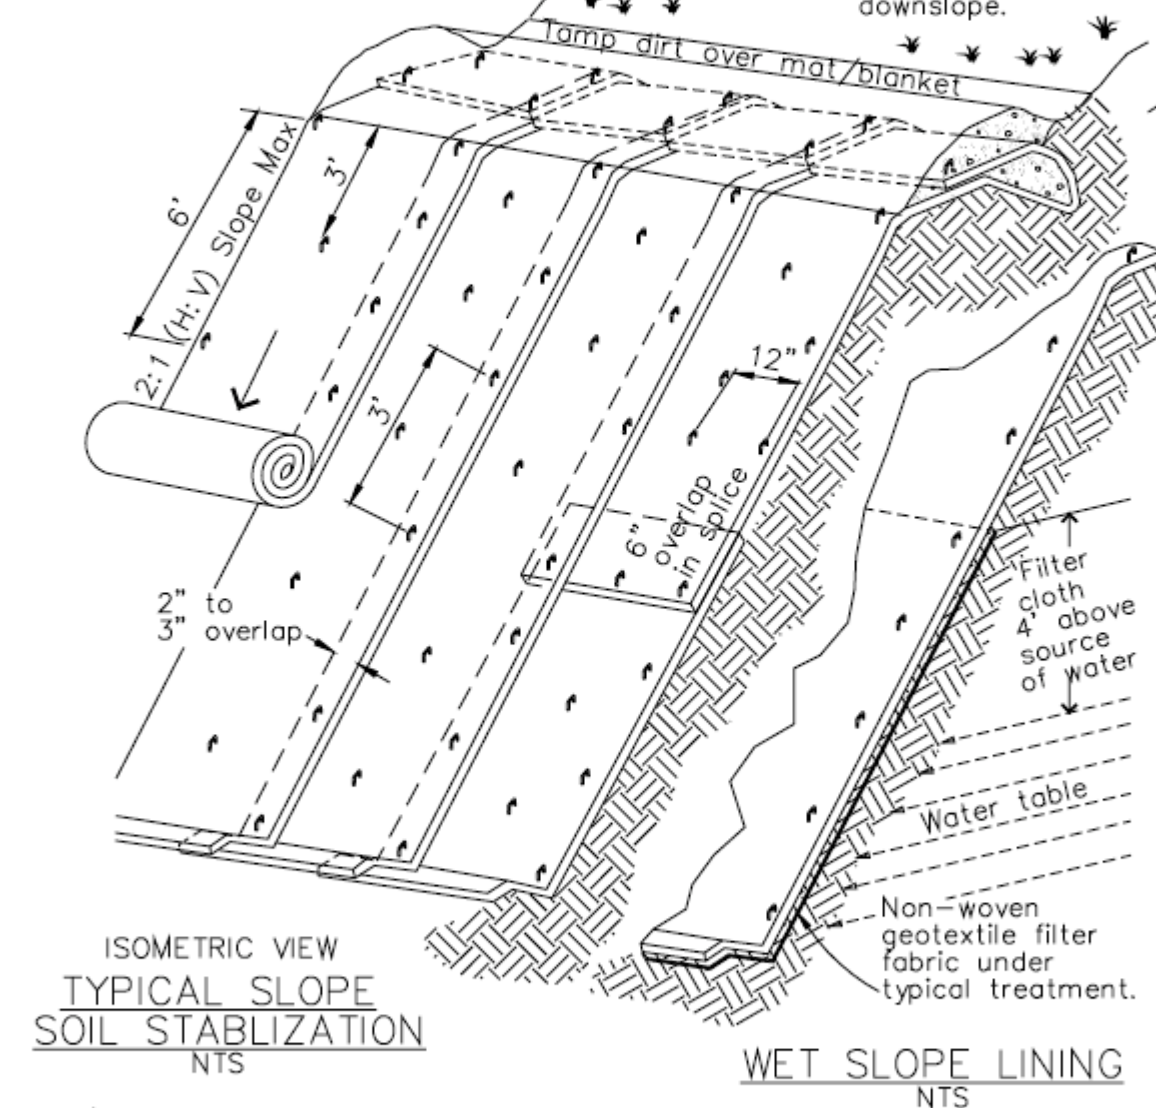 downslope.
Tamp dirt over mat/blanket
6'
2:1 (H:V) Slope Max
3'
3'
12"
6"
overlap
in splice
2" to
3" overlap
Filter
cloth
4' above
source
of water
Water table
Non-woven
geotextile filter
fabric under
typical treatment.
ISOMETRIC VIEW
TYPICAL SLOPE
SOIL STABLIZATION
NTS
WET SLOPE LINING
NTS